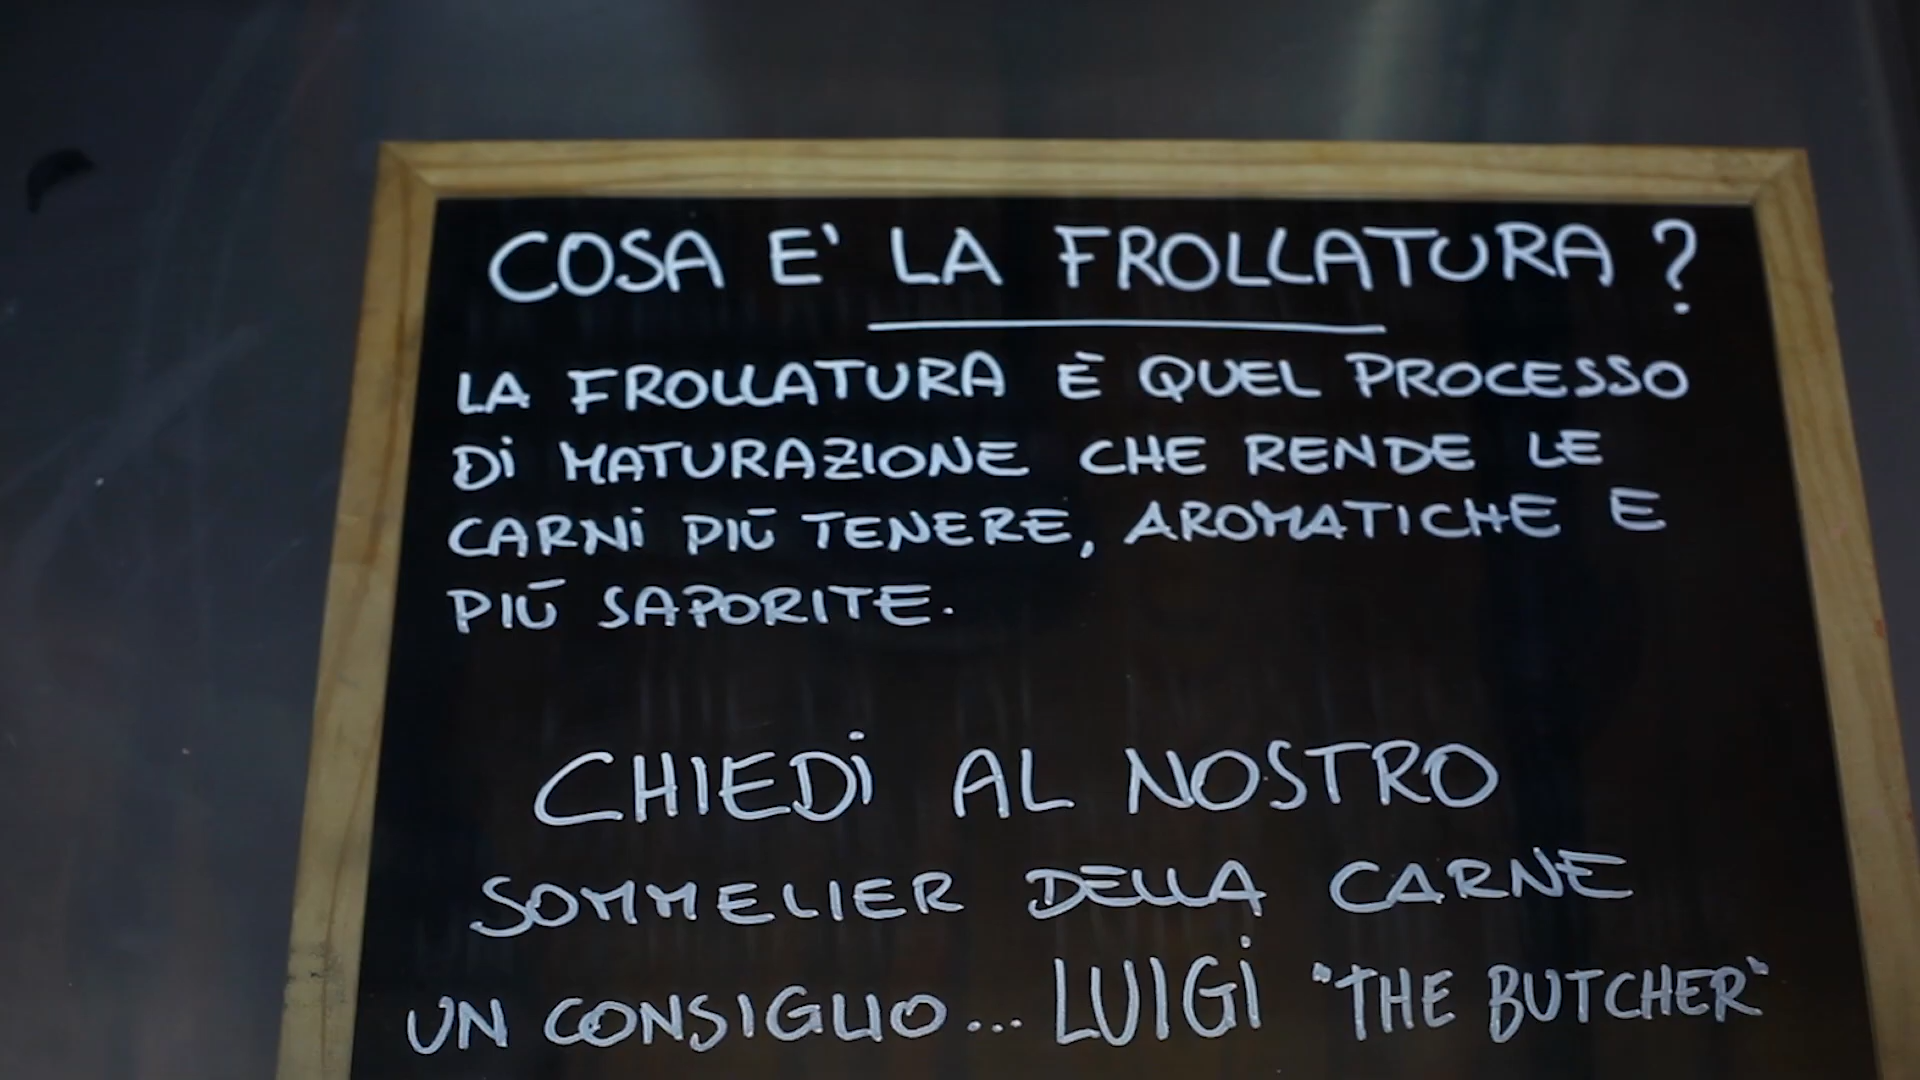 COSA E' LA FROLLATURA ?
LA FROLLATURA È QUEL PROCESSO
Di MATURAZIONE CHE RENDE LE
CARNi PIÙ TENERE, AROMATICHE E
PIÙ SAPORITE.
CHIEDi AL NOSTRO
SOMMELIER DELLA CARNE
UN CONSIGLIO... LUIGi "THE BUTCHER"